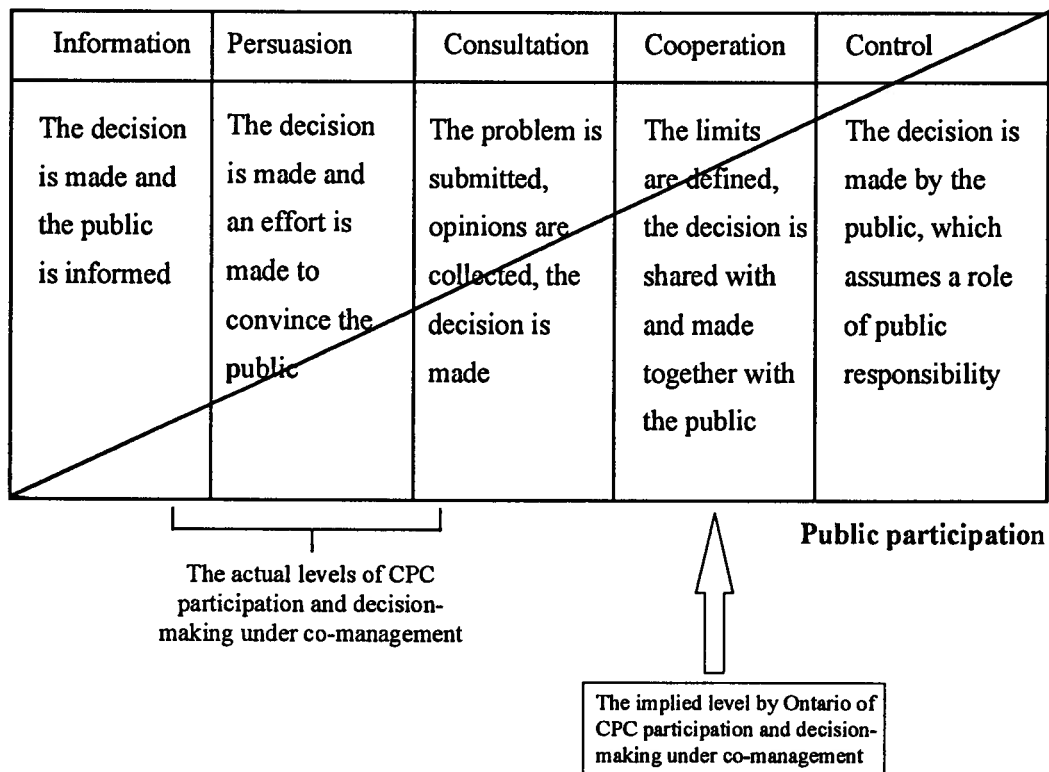 Information
Persuasion
Consultation
Cooperation
Control
The decision
is made and
the public
is informed
The decision
is made and
an effort is
made to
convince the
public
The problem is
submitted,
opinions are
collected, the
decision is
made
The limits
are defined,
the decision is
shared with
and made
together with
the public
The decision is
made by the
public, which
assumes a role
of public
responsibility
Public participation
The actual levels of CPC
participation and decision-
making under co-management
The implied level by Ontario of
CPC participation and decision-
making under co-management